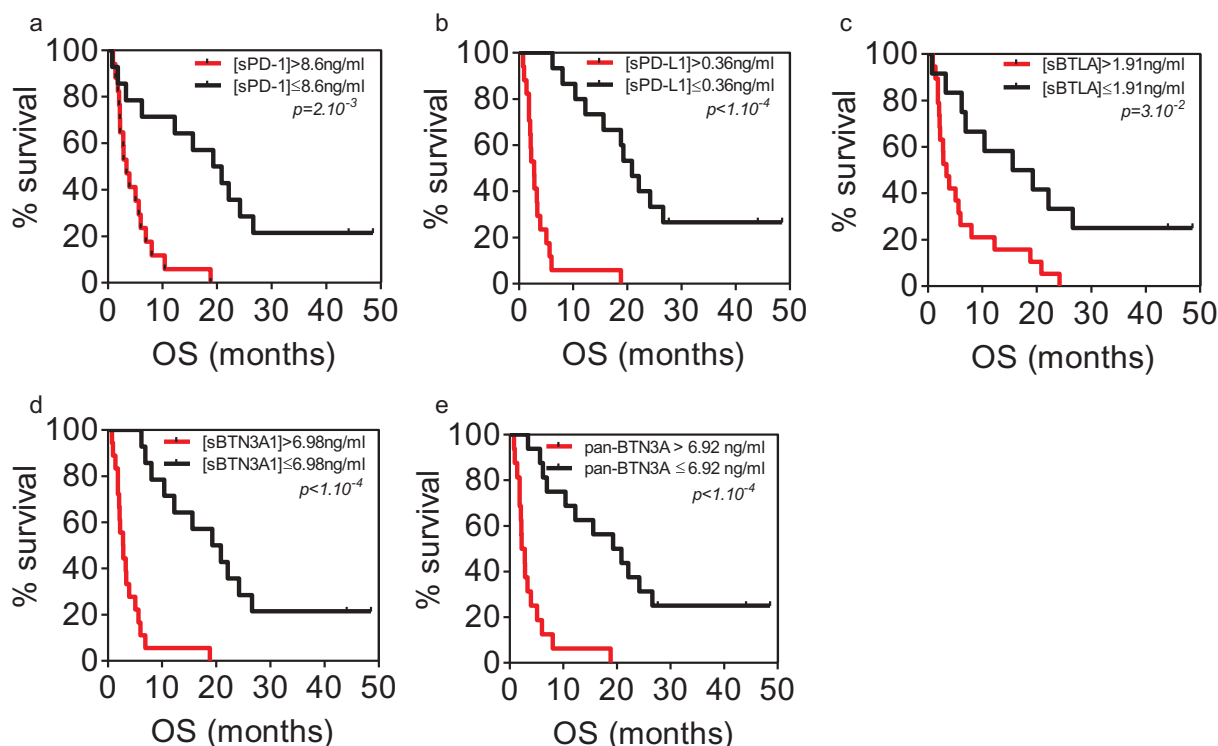 a
100
80
60
40
20
0
% survival
[sPD-1]>8.6ng/ml
[sPD-1]≤8.6ng/ml
p=2.10-3
0 10 20 30 40 50
OS (months)
b
100
80
60
40
20
0
% survival
[sPD-L1]>0.36ng/ml
[sPD-L1]≤0.36ng/ml
p<1.10-4
0 10 20 30 40 50
OS (months)
c
100
80
60
40
20
0
% survival
[sBTLA]>1.91ng/ml
[sBTLA]≤1.91ng/ml
p=3.10-2
0 10 20 30 40 50
OS (months)
d
100
80
60
40
20
0
% survival
[sBTN3A1]>6.98ng/ml
[sBTN3A1]≤6.98ng/ml
p<1.10-4
0 10 20 30 40 50
OS (months)
e
100
80
60
40
20
0
% survival
pan-BTN3A > 6.92 ng/ml
pan-BTN3A ≤ 6.92 ng/ml
p<1.10-4
0 10 20 30 40 50
OS (months)